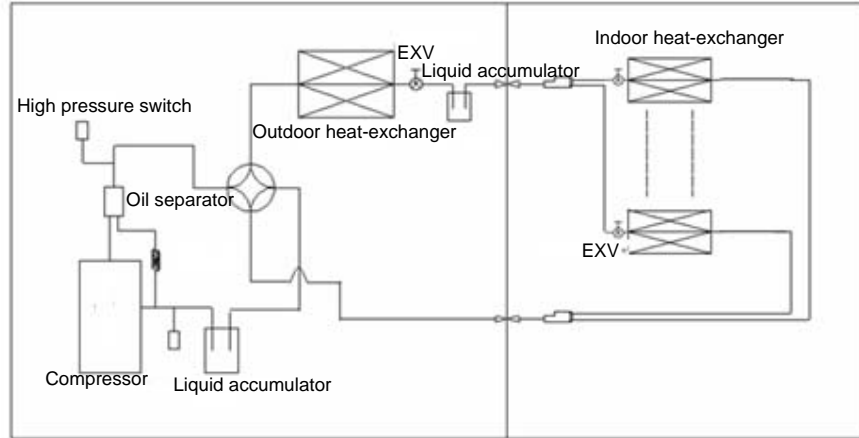 EXV
Indoor heat-exchanger
Liquid accumulator
High pressure switch
Outdoor heat-exchanger
Oil separator
EXV
Compressor
Liquid accumulator